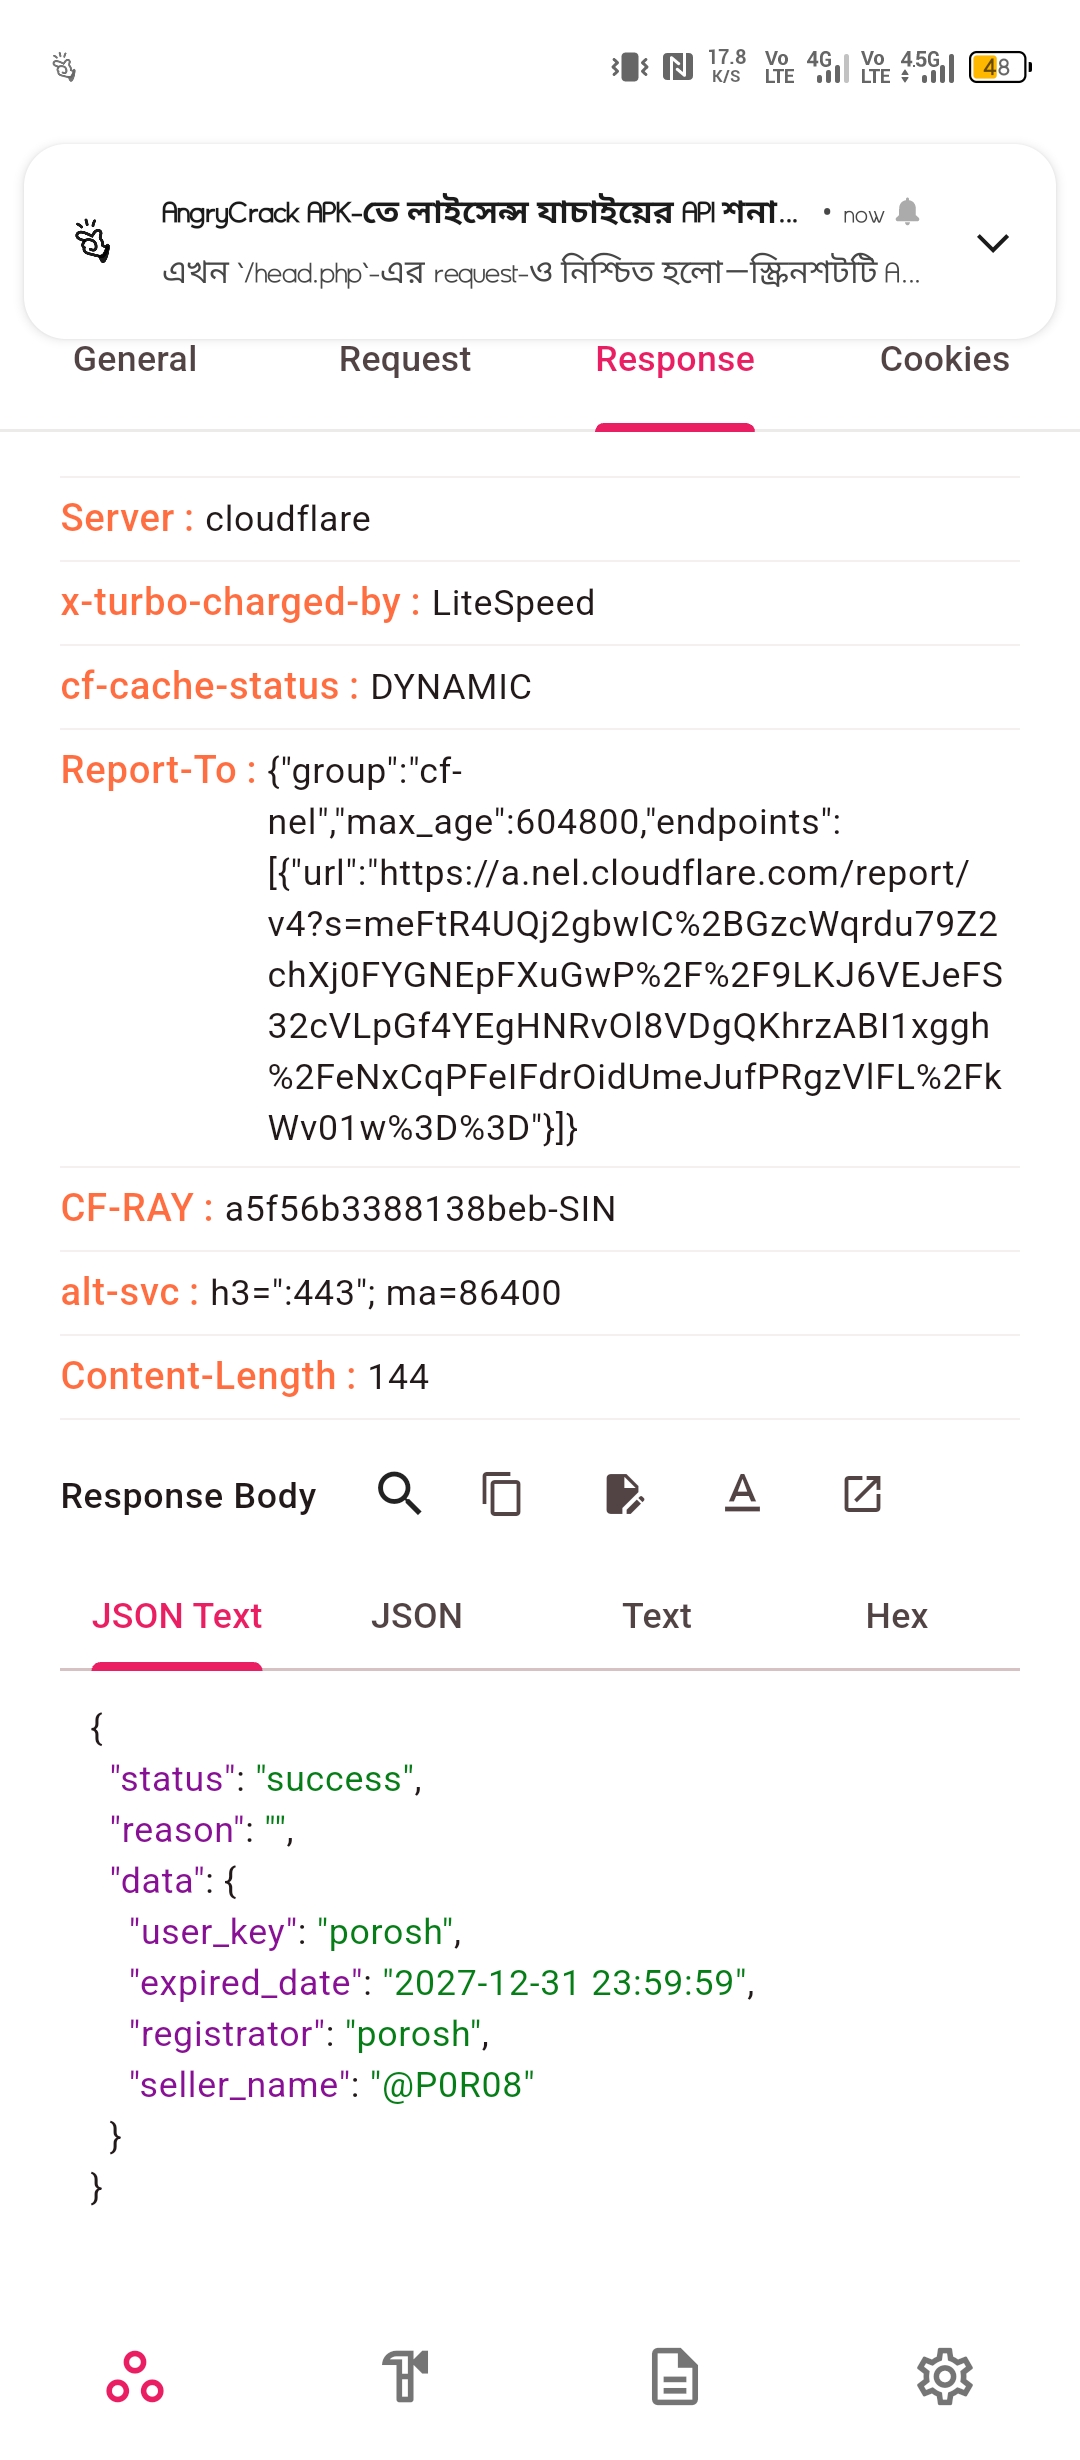 17.8
K/S
Vo
LTE
4G
Vo
LTE
4.5G
48
AngryCrack APK-তে লাইসেন্স যাচাইয়ের API শনা... • now
এখন `/head.php`-এর request-ও নিশ্চিত হলো—স্ক্রিনশটটি A...
General Request Response Cookies
Server : cloudflare
x-turbo-charged-by : LiteSpeed
cf-cache-status : DYNAMIC
Report-To : {"group":"cf-
nel","max_age":604800,"endpoints":
[{"url":"https://a.nel.cloudflare.com/report/
v4?s=meFtR4UQj2gbwIC%2BGzcWqrdu79Z2
chXj0FYGNEpFXuGwP%2F%2F9LKJ6VEJeFS
32cVLpGf4YEgHNRvOl8VDgQKhrzABI1xggh
%2FeNxCqPFeIFdrOidUmeJufPRgzVlFL%2Fk
Wv01w%3D%3D"}]}
CF-RAY : a5f56b3388138beb-SIN
alt-svc : h3=":443"; ma=86400
Content-Length : 144
Response Body
JSON Text JSON Text Hex
{
"status": "success",
"reason": "",
"data": {
"user_key": "porosh",
"expired_date": "2027-12-31 23:59:59",
"registrator": "porosh",
"seller_name": "@P0R08"
}
}